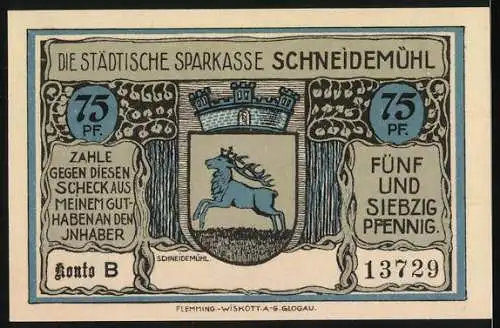 DIE STÄDTISCHE SPARKASSE SCHNEIDEMÜHL
75
PF.
75
PF.
ZAHLE
GEGEN DIESEN
SCHECK AUS
MEINEM GUT-
HABEN AN DEN
JNHABER
FÜNF
UND
SIEBZIG
PFENNIG.
SCHNEIDEMÜHL.
Konto B
13729
FLEMMING-WISKOTT A-G. GLOGAU.